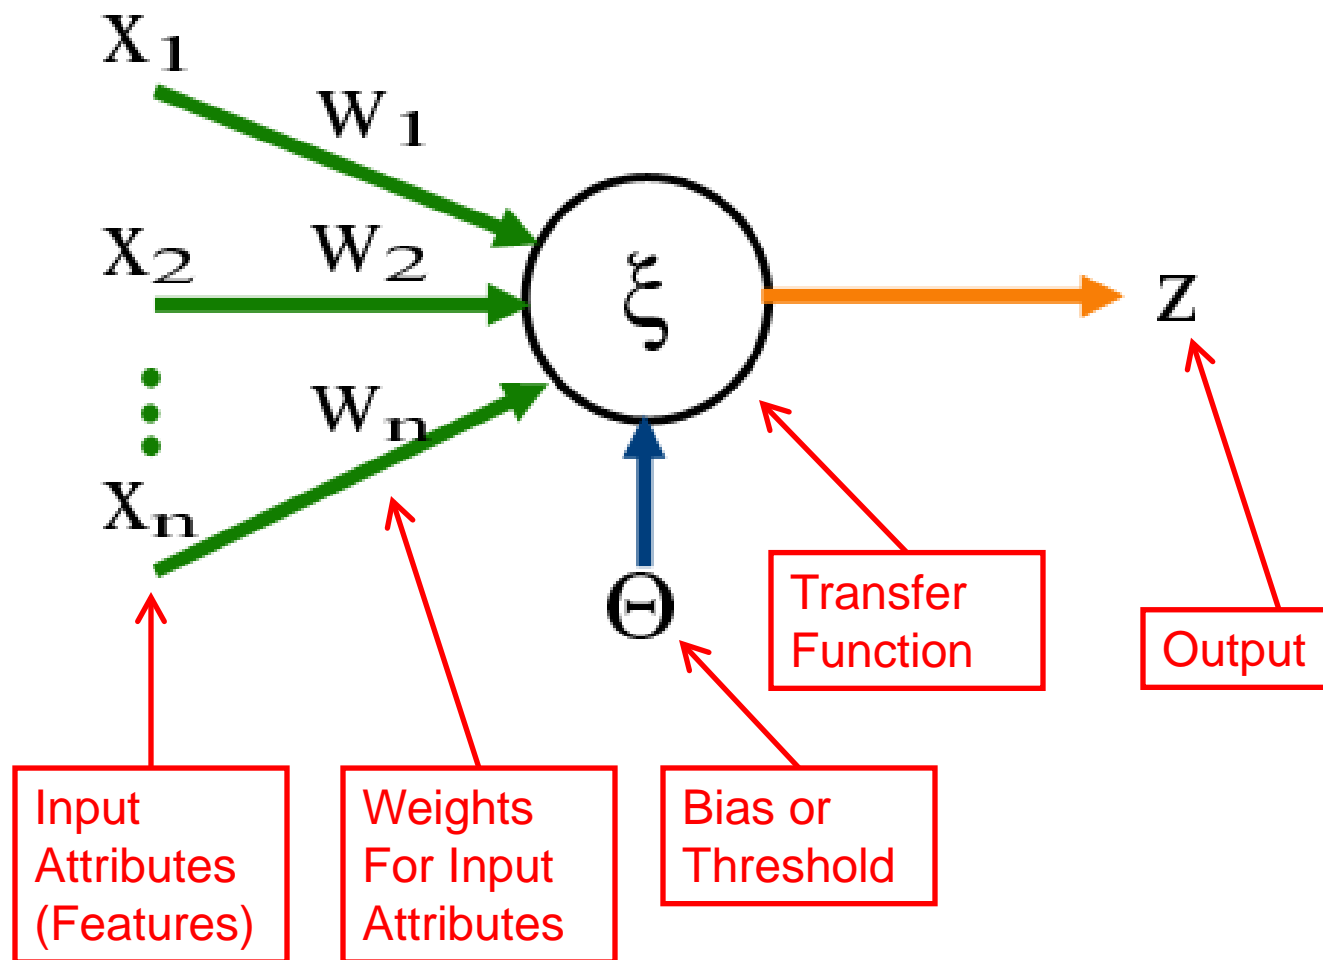 X₁
W₁
X₂
W₂
ξ
Z
Wₙ
Xₙ
Θ
Transfer
Function
Output
Input
Attributes
(Features)
Weights
For Input
Attributes
Bias or
Threshold